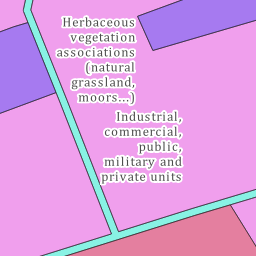 Herbaceous
vegetation
associations
(natural
grassland,
moors...)
Industrial,
commercial,
public,
military and
private units